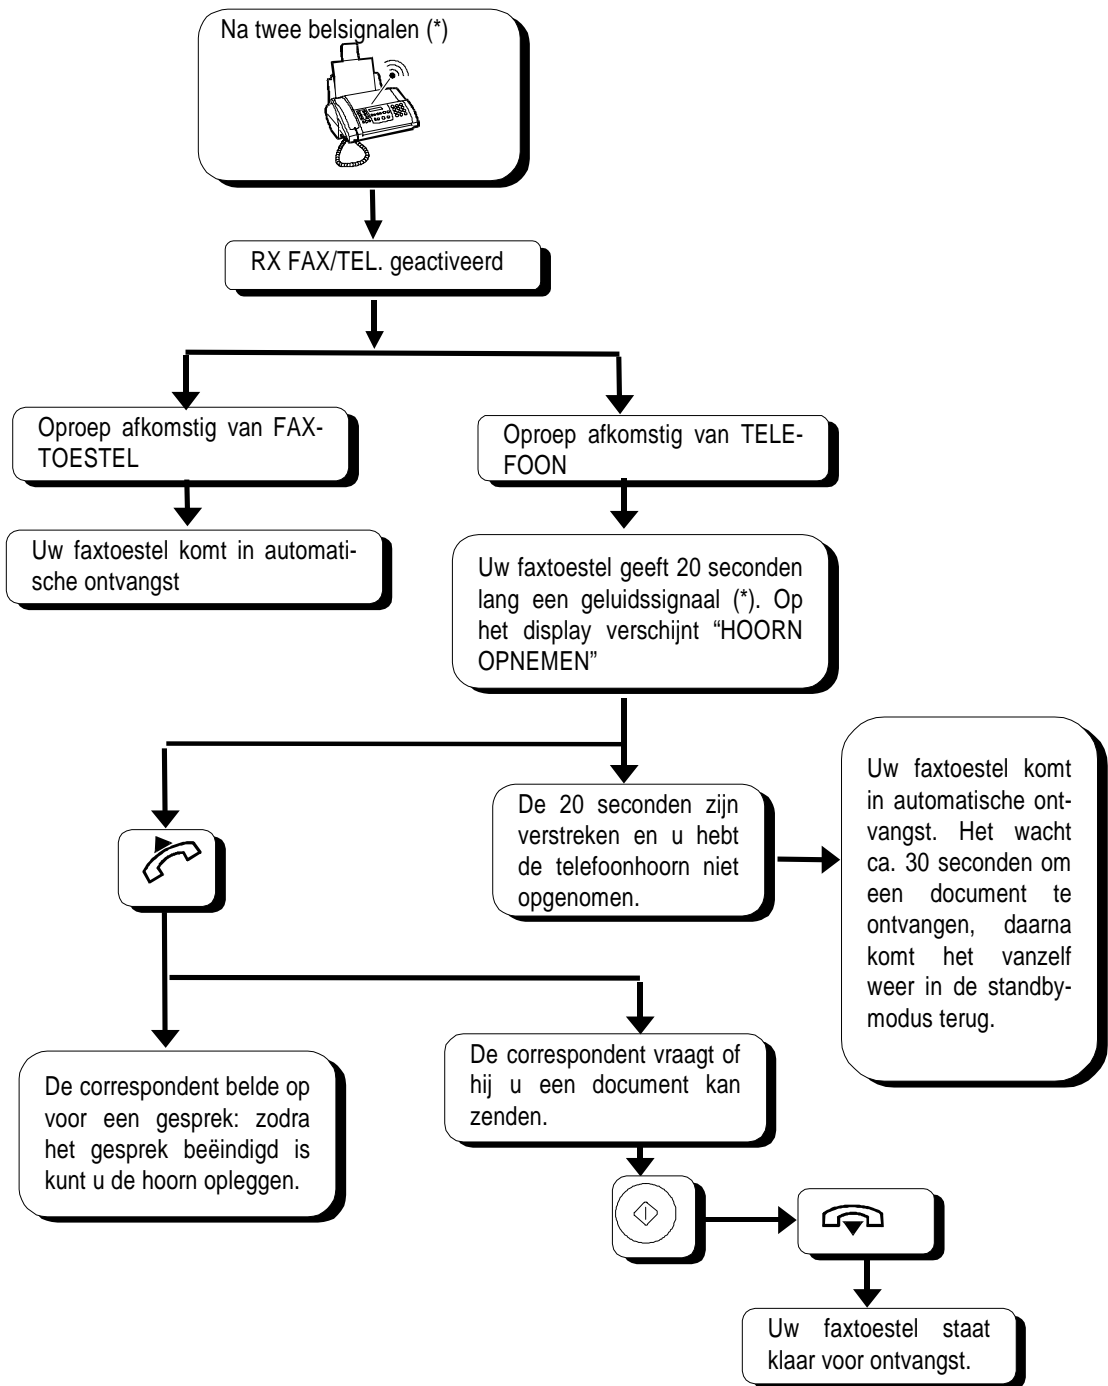 Na twee belsignalen (*)
RX FAX/TEL. geactiveerd
Oproep afkomstig van FAX-
TOESTEL
Oproep afkomstig van TELE-
FOON
Uw faxtoestel komt in automati-
sche ontvangst
Uw faxtoestel geeft 20 seconden
lang een geluidssignaal (*). Op
het display verschijnt “HOORN
OPNEMEN”
De 20 seconden zijn
verstreken en u hebt
de telefoonhoorn niet
opgenomen.
Uw faxtoestel komt
in automatische ont-
vangst. Het wacht
ca. 30 seconden om
een document te
ontvangen, daarna
komt het vanzelf
weer in de standby-
modus terug.
De correspondent belde op
voor een gesprek: zodra
het gesprek beëindigd is
kunt u de hoorn opleggen.
De correspondent vraagt of
hij u een document kan
zenden.
Uw faxtoestel staat
klaar voor ontvangst.